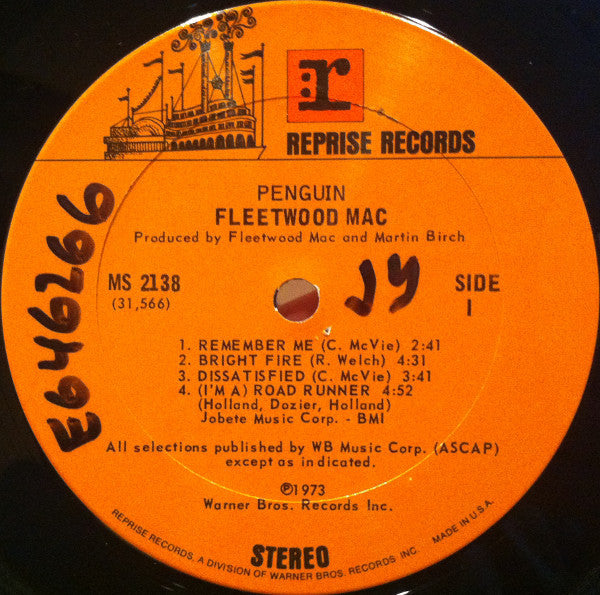 :r
REPRISE RECORDS
PENGUIN
FLEETWOOD MAC
Produced by Fleetwood Mac and Martin Birch
MS 2138
(31,566)
SIDE
1
E646266
JY
1. REMEMBER ME (C. McVie) 2:41
2. BRIGHT FIRE (R. Welch) 4:31
3. DISSATISFIED (C. McVie) 3:41
4. (I'M A) ROAD RUNNER 4:52
(Holland, Dozier, Holland)
Jobete Music Corp. - BMI
All selections published by WB Music Corp. (ASCAP)
except as indicated.
℗1973
Warner Bros. Records Inc.
STEREO
REPRISE RECORDS, A DIVISION OF WARNER BROS. RECORDS, INC. MADE IN U.S.A.